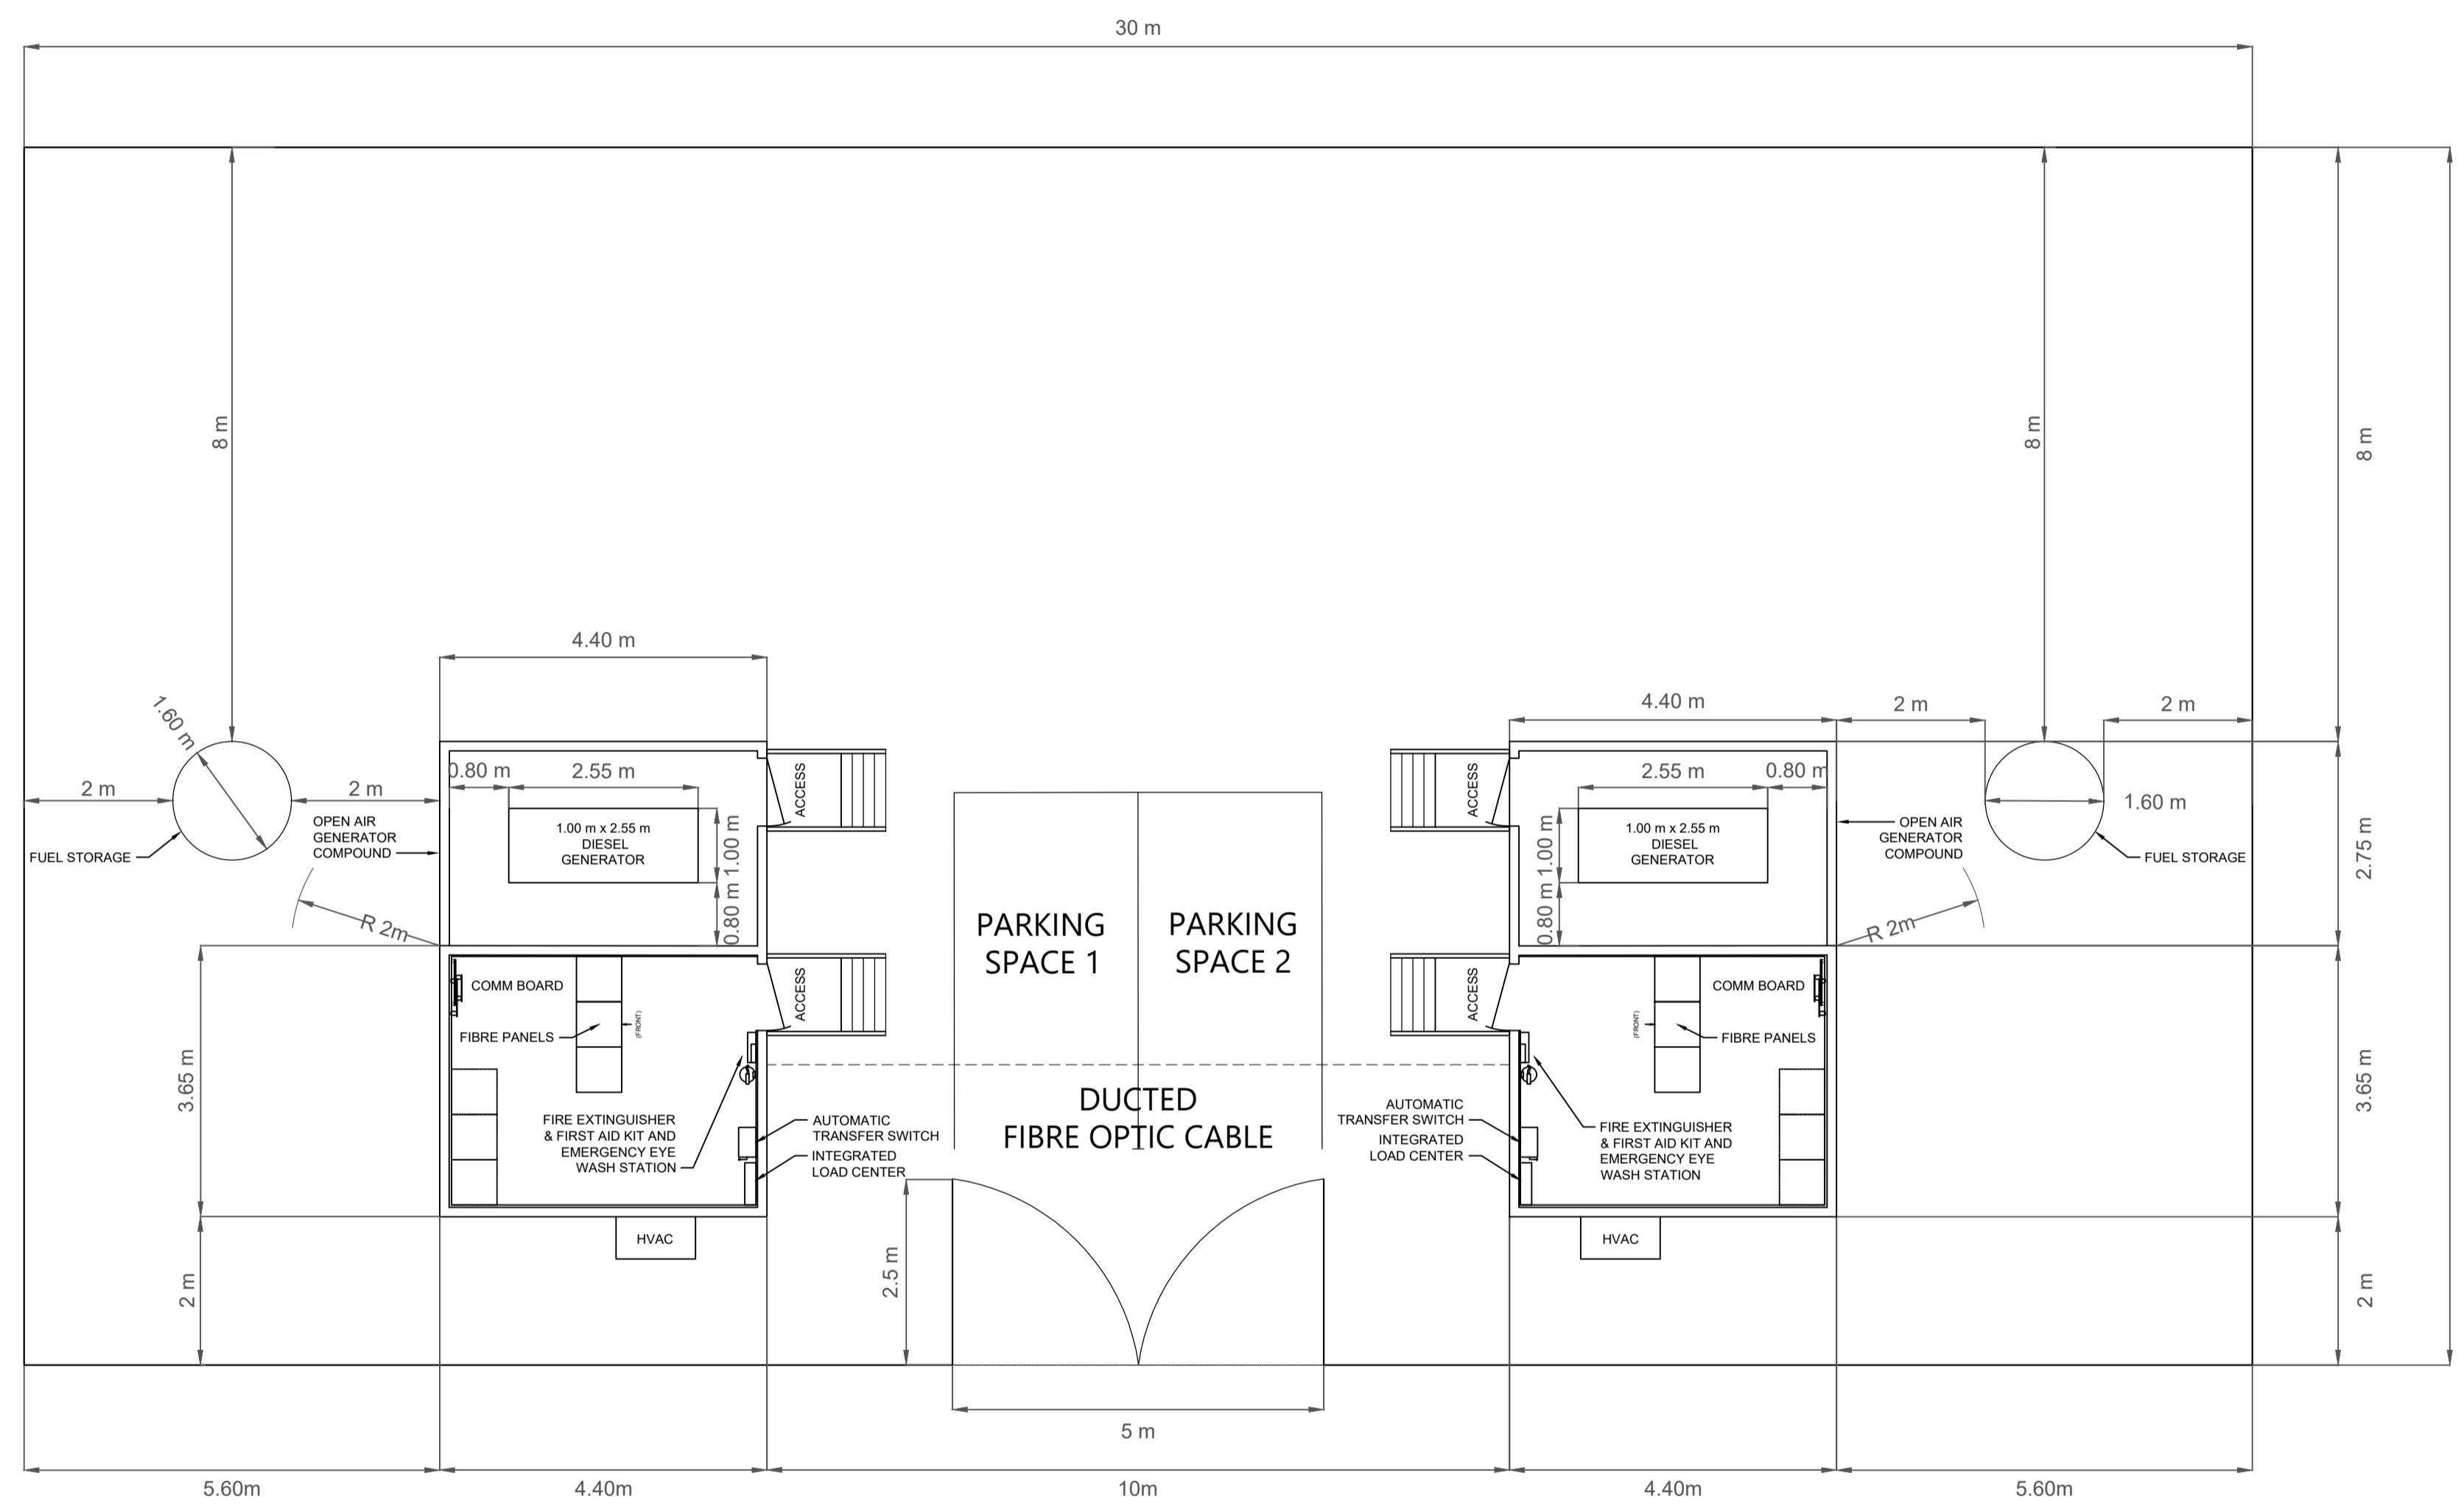 30 m
8 m
8 m
8 m
4.40 m
4.40 m
2 m
2 m
1.60 m
0.80 m
2.55 m
2.55 m
0.80 m
2 m
2 m
ACCESS
ACCESS
1.60 m
OPEN AIR
GENERATOR
COMPOUND
1.00 m x 2.55 m
DIESEL
GENERATOR
1.00 m
1.00 m
1.00 m x 2.55 m
DIESEL
GENERATOR
OPEN AIR
GENERATOR
COMPOUND
2.75 m
FUEL STORAGE
FUEL STORAGE
R 2m
0.80 m
PARKING
SPACE 1
PARKING
SPACE 2
0.80 m
R 2m
COMM BOARD
ACCESS
ACCESS
COMM BOARD
FIBRE PANELS
(FRONT)
(FRONT)
FIBRE PANELS
3.65 m
3.65 m
DUCTED
FIBRE OPTIC CABLE
FIRE EXTINGUISHER
& FIRST AID KIT AND
EMERGENCY EYE
WASH STATION
AUTOMATIC
TRANSFER SWITCH
INTEGRATED
LOAD CENTER
AUTOMATIC
TRANSFER SWITCH
INTEGRATED
LOAD CENTER
FIRE EXTINGUISHER
& FIRST AID KIT AND
EMERGENCY EYE
WASH STATION
HVAC
HVAC
2 m
2.5 m
2 m
5 m
5.60m
4.40m
10m
4.40m
5.60m